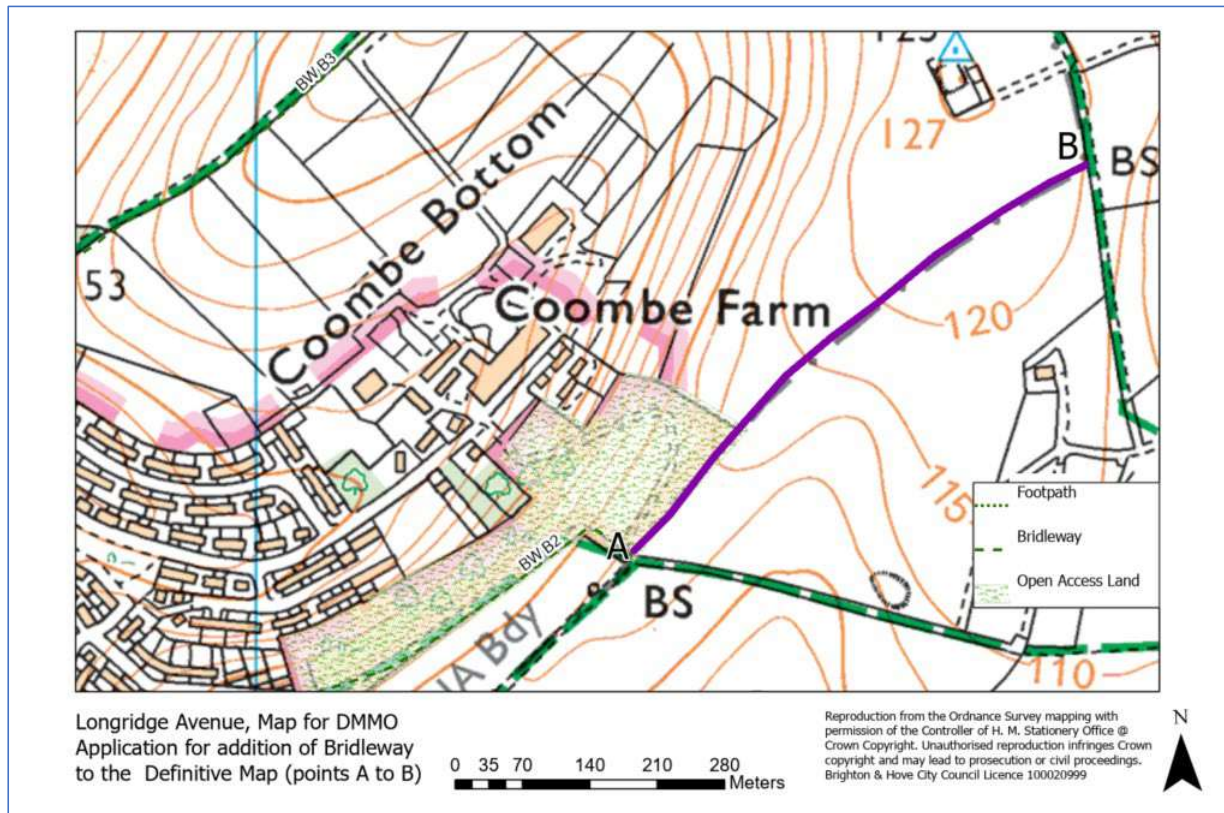 BW B3
Coombe Bottom
53
127
B
BS
Coombe Farm
120
115
Footpath
Bridleway
Open Access Land
BW B2
A
BS
Bdy
110
Longridge Avenue, Map for DMMO
Application for addition of Bridleway
to the Definitive Map (points A to B)
0 35 70 140 210 280
Meters
Reproduction from the Ordnance Survey mapping with
permission of the Controller of H. M. Stationery Office @
Crown Copyright. Unauthorised reproduction infringes Crown
copyright and may lead to prosecution or civil proceedings.
Brighton & Hove City Council Licence 100020999
N